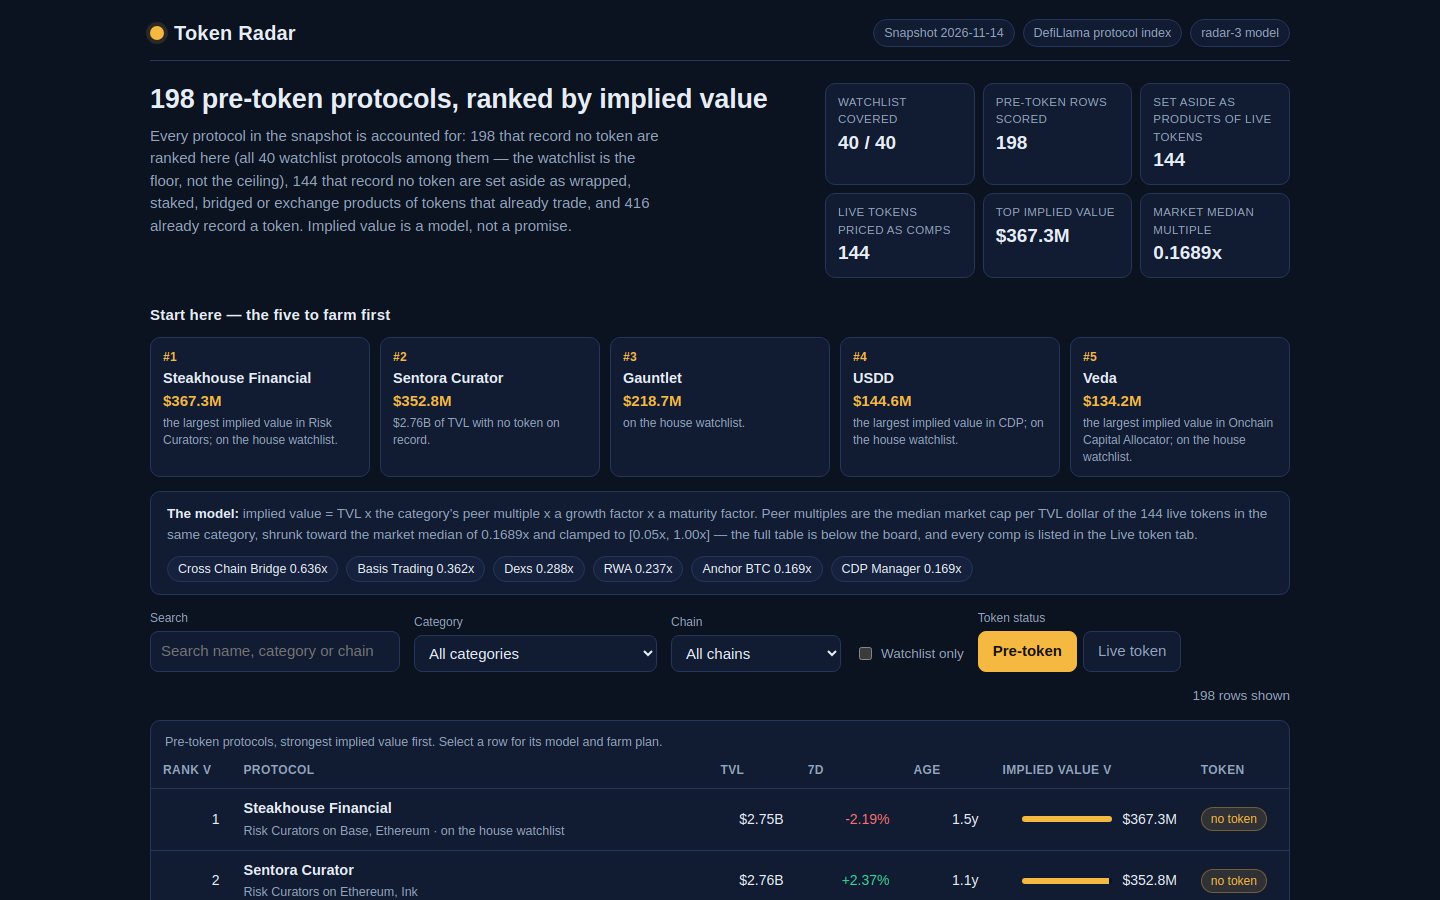 Token Radar
Snapshot 2026-11-14
DefiLlama protocol index
radar-3 model
198 pre-token protocols, ranked by implied value
Every protocol in the snapshot is accounted for: 198 that record no token are
ranked here (all 40 watchlist protocols among them — the watchlist is the
floor, not the ceiling), 144 that record no token are set aside as wrapped,
staked, bridged or exchange products of tokens that already trade, and 416
already record a token. Implied value is a model, not a promise.
WATCHLIST
COVERED
40 / 40
PRE-TOKEN ROWS
SCORED
198
SET ASIDE AS
PRODUCTS OF LIVE
TOKENS
144
LIVE TOKENS
PRICED AS COMPS
144
TOP IMPLIED VALUE
$367.3M
MARKET MEDIAN
MULTIPLE
0.1689x
Start here — the five to farm first
#1
Steakhouse Financial
$367.3M
the largest implied value in Risk
Curators; on the house watchlist.
#2
Sentora Curator
$352.8M
$2.76B of TVL with no token on
record.
#3
Gauntlet
$218.7M
on the house watchlist.
#4
USDD
$144.6M
the largest implied value in CDP; on
the house watchlist.
#5
Veda
$134.2M
the largest implied value in Onchain
Capital Allocator; on the house
watchlist.
The model: implied value = TVL x the category's peer multiple x a growth factor x a maturity factor. Peer multiples are the median market cap per TVL dollar of the 144 live tokens in the
same category, shrunk toward the market median of 0.1689x and clamped to [0.05x, 1.00x] — the full table is below the board, and every comp is listed in the Live token tab.
Cross Chain Bridge 0.636x
Basis Trading 0.362x
Dexs 0.288x
RWA 0.237x
Anchor BTC 0.169x
CDP Manager 0.169x
Search
Search name, category or chain
Category
All categories
Chain
All chains
Watchlist only
Token status
Pre-token
Live token
198 rows shown
Pre-token protocols, strongest implied value first. Select a row for its model and farm plan.
RANK V PROTOCOL TVL 7D AGE IMPLIED VALUE V TOKEN
1 Steakhouse Financial $2.75B -2.19% 1.5y $367.3M no token
Risk Curators on Base, Ethereum · on the house watchlist
2 Sentora Curator $2.76B +2.37% 1.1y $352.8M no token
Risk Curators on Ethereum, Ink